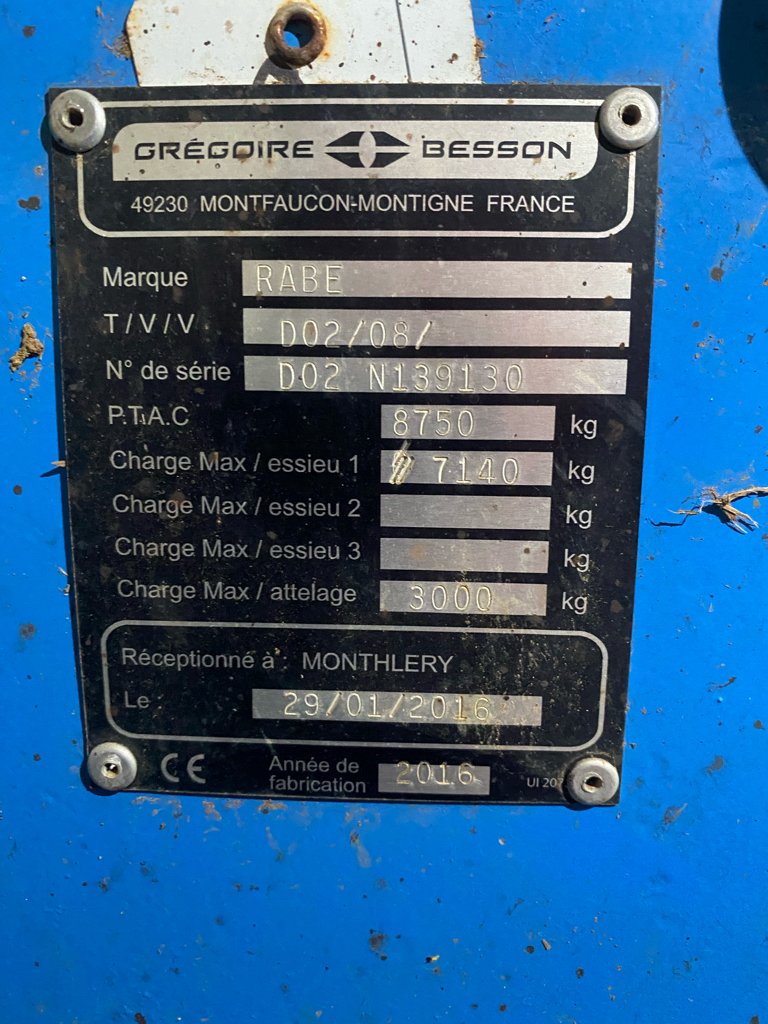 GRÉGOIRE BESSON
49230 MONTFAUCON-MONTIGNE FRANCE
Marque RABE
T / V / V D02/08/
N° de série D02 N139130
P.T.A.C 8750 kg
Charge Max / essieu 1 7140 kg
Charge Max / essieu 2 kg
Charge Max / essieu 3 kg
Charge Max / attelage 3000 kg
Réceptionné à : MONTHLERY
Le : 29/01/2016
CE Année de fabrication 2016 UI 207